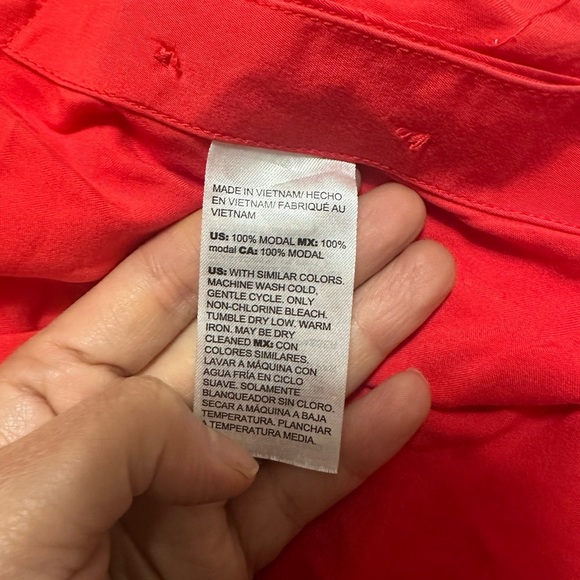 MADE IN VIETNAM/ HECHO
EN VIETNAM/ FABRIQUÉ AU
VIETNAM
US: 100% MODAL MX: 100%
modal CA: 100% MODAL
US: WITH SIMILAR COLORS.
MACHINE WASH COLD,
GENTLE CYCLE. ONLY
NON-CHLORINE BLEACH.
TUMBLE DRY LOW. WARM
IRON. MAY BE DRY
CLEANED MX: CON
COLORES SIMILARES.
LAVAR A MÁQUINA CON
AGUA FRÍA EN CICLO
SUAVE. SOLAMENTE
BLANQUEADOR SIN CLORO.
SECAR A MÁQUINA A BAJA
TEMPERATURA. PLANCHAR
A TEMPERATURA MEDIA.